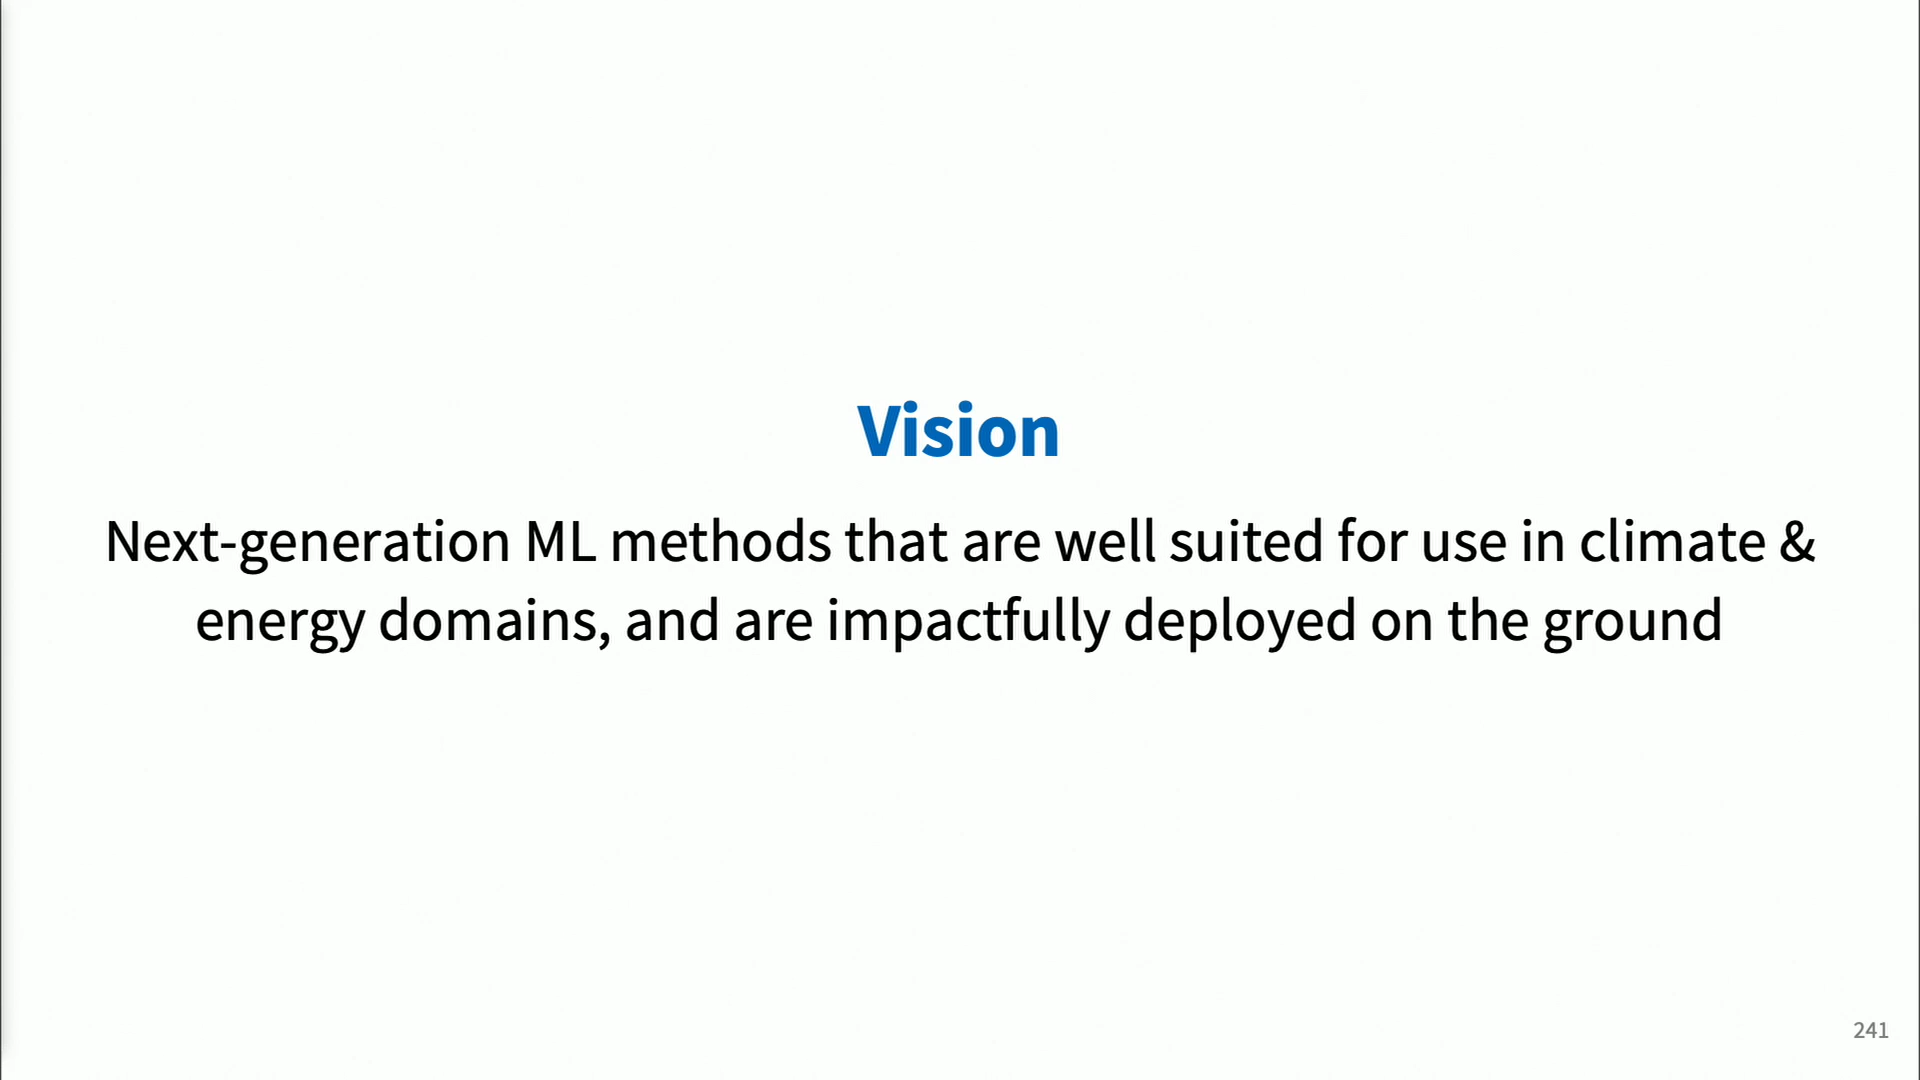 Vision
Next-generation ML methods that are well suited for use in climate &
energy domains, and are impactfully deployed on the ground
241